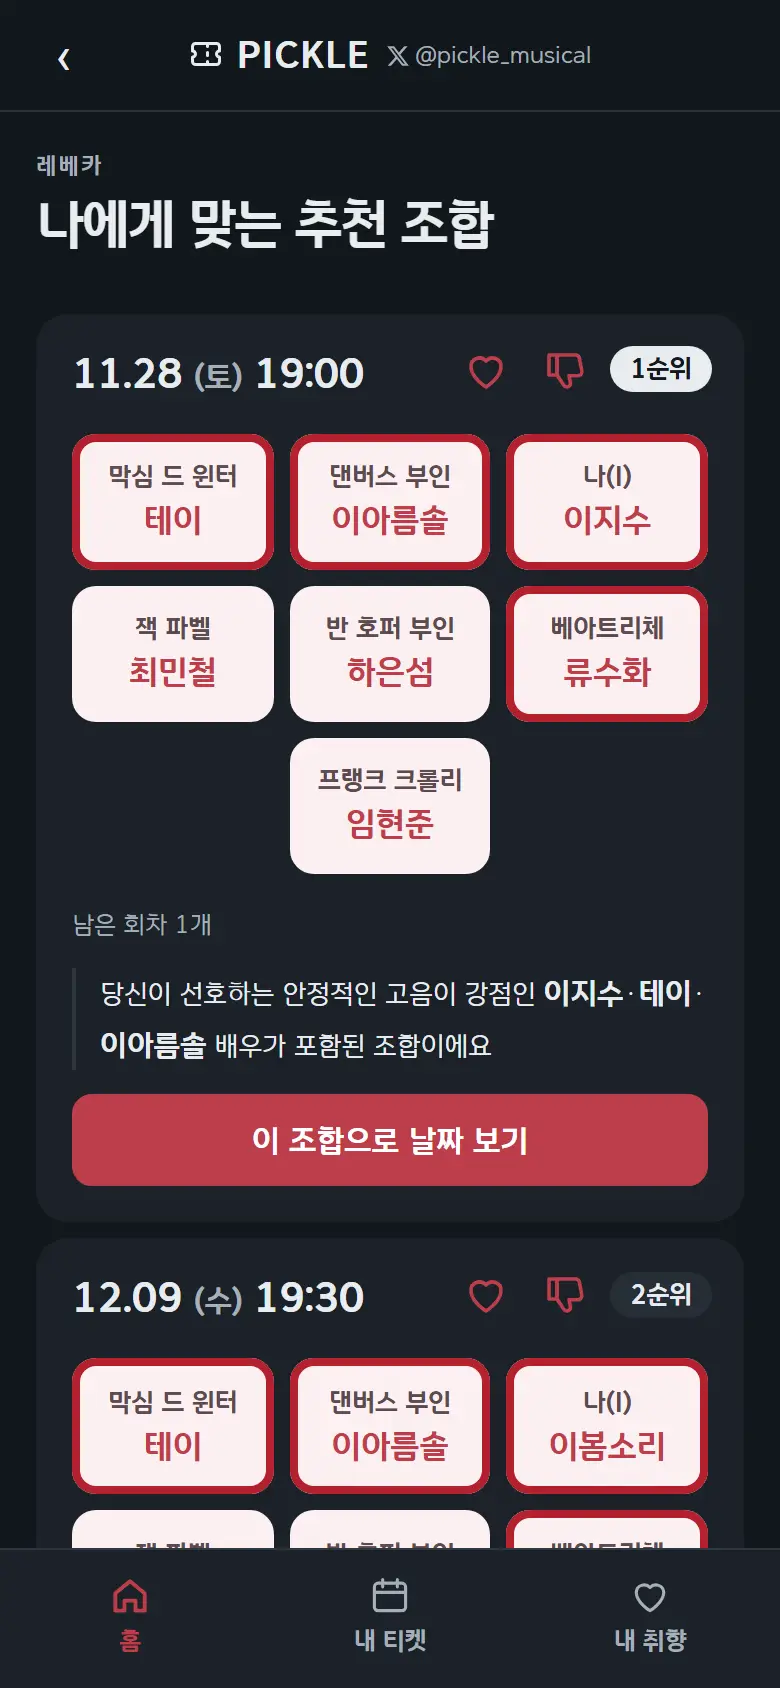 PICKLE @pickle_musical
레베카
나에게 맞는 추천 조합
11.28 (토) 19:00 1순위
막심 드 윈터 댄버스 부인 나(I)
테이 이아름솔 이지수
잭 파벨 반 호퍼 부인 베아트리체
최민철 하은섬 류수화
프랭크 크롤리
임현준
남은 회차 1개
당신이 선호하는 안정적인 고음이 강점인 이지수 · 테이 ·
이아름솔 배우가 포함된 조합이에요
이 조합으로 날짜 보기
12.09 (수) 19:30 2순위
막심 드 윈터 댄버스 부인 나(I)
테이 이아름솔 이봄소리
홈 내 티켓 내 취향